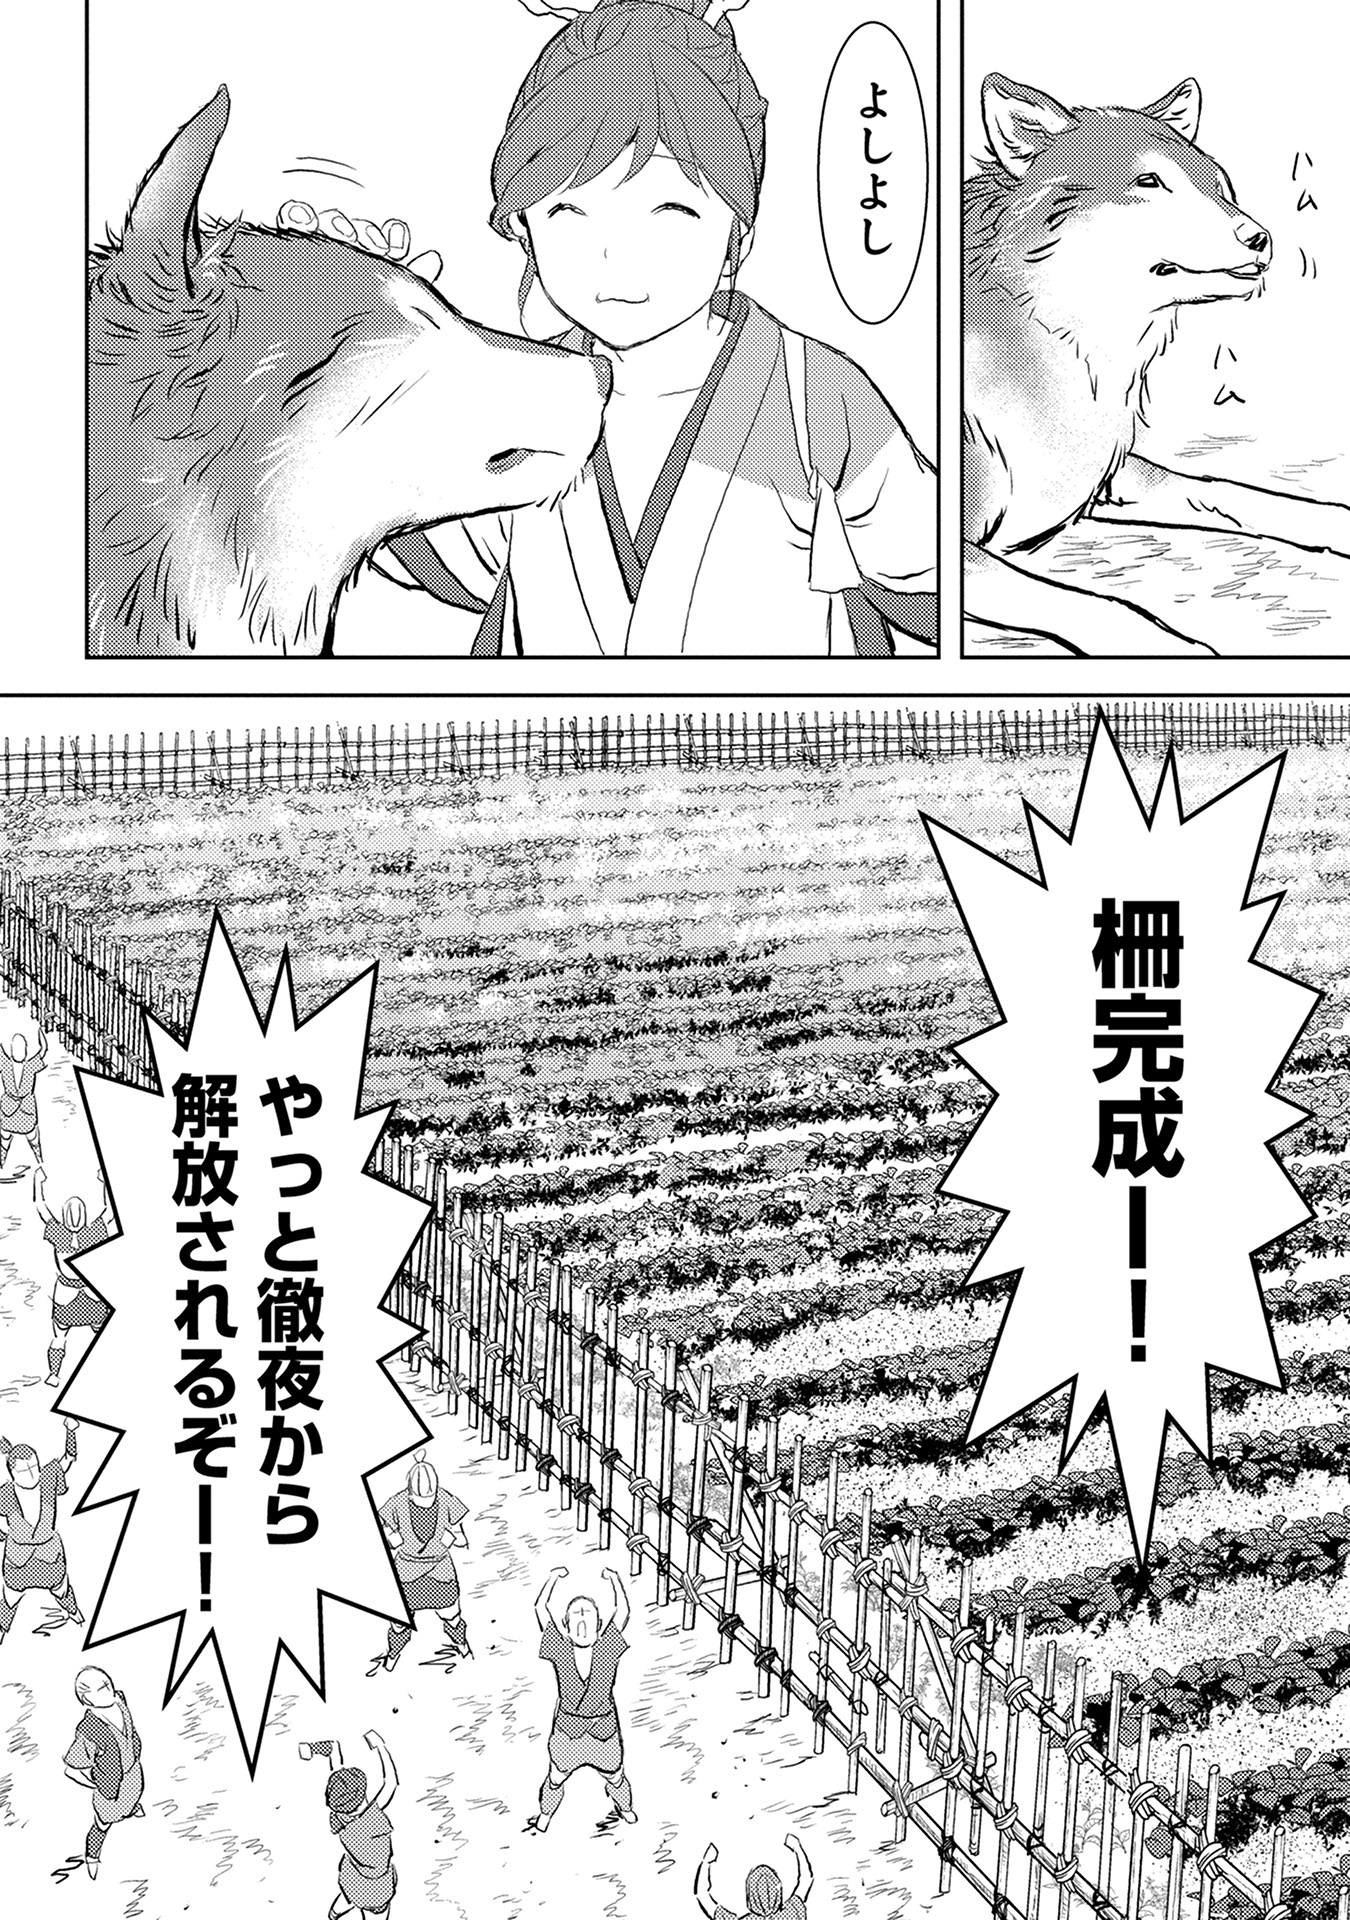 ハム
ハム
よしよし
柵完成ー！
やっと徹夜から
解放されるぞー！